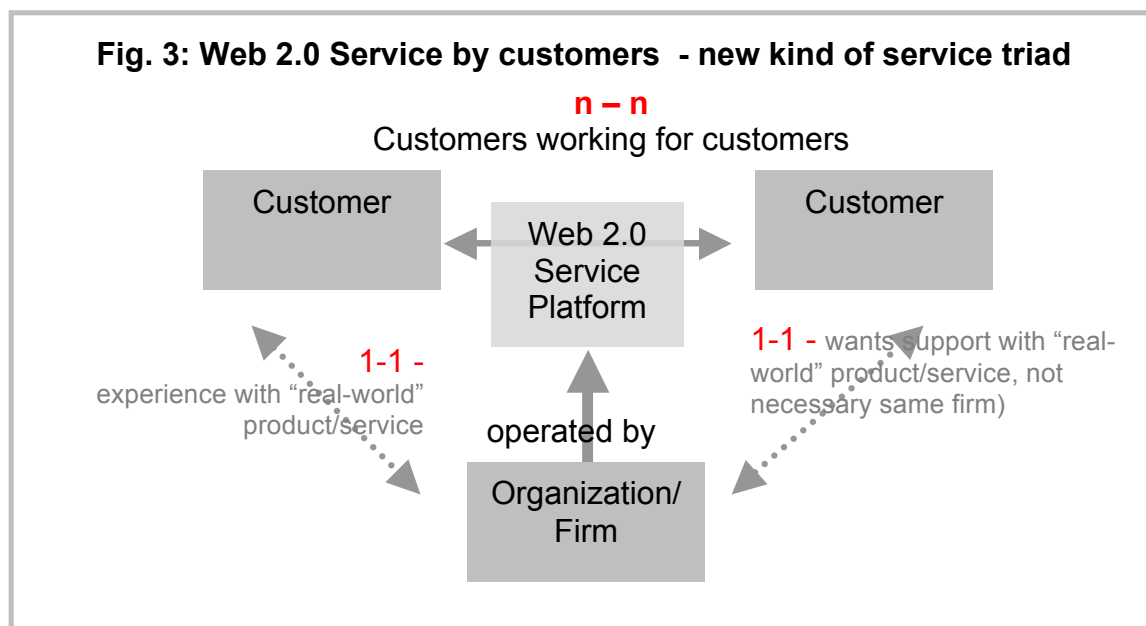 Fig. 3: Web 2.0 Service by customers - new kind of service triad
n – n
Customers working for customers
Customer
Web 2.0
Service
Platform
Customer
1-1 -
experience with “real-world”
product/service
1-1 - wants support with “real-
world” product/service, not
necessary same firm)
operated by
Organization/
Firm